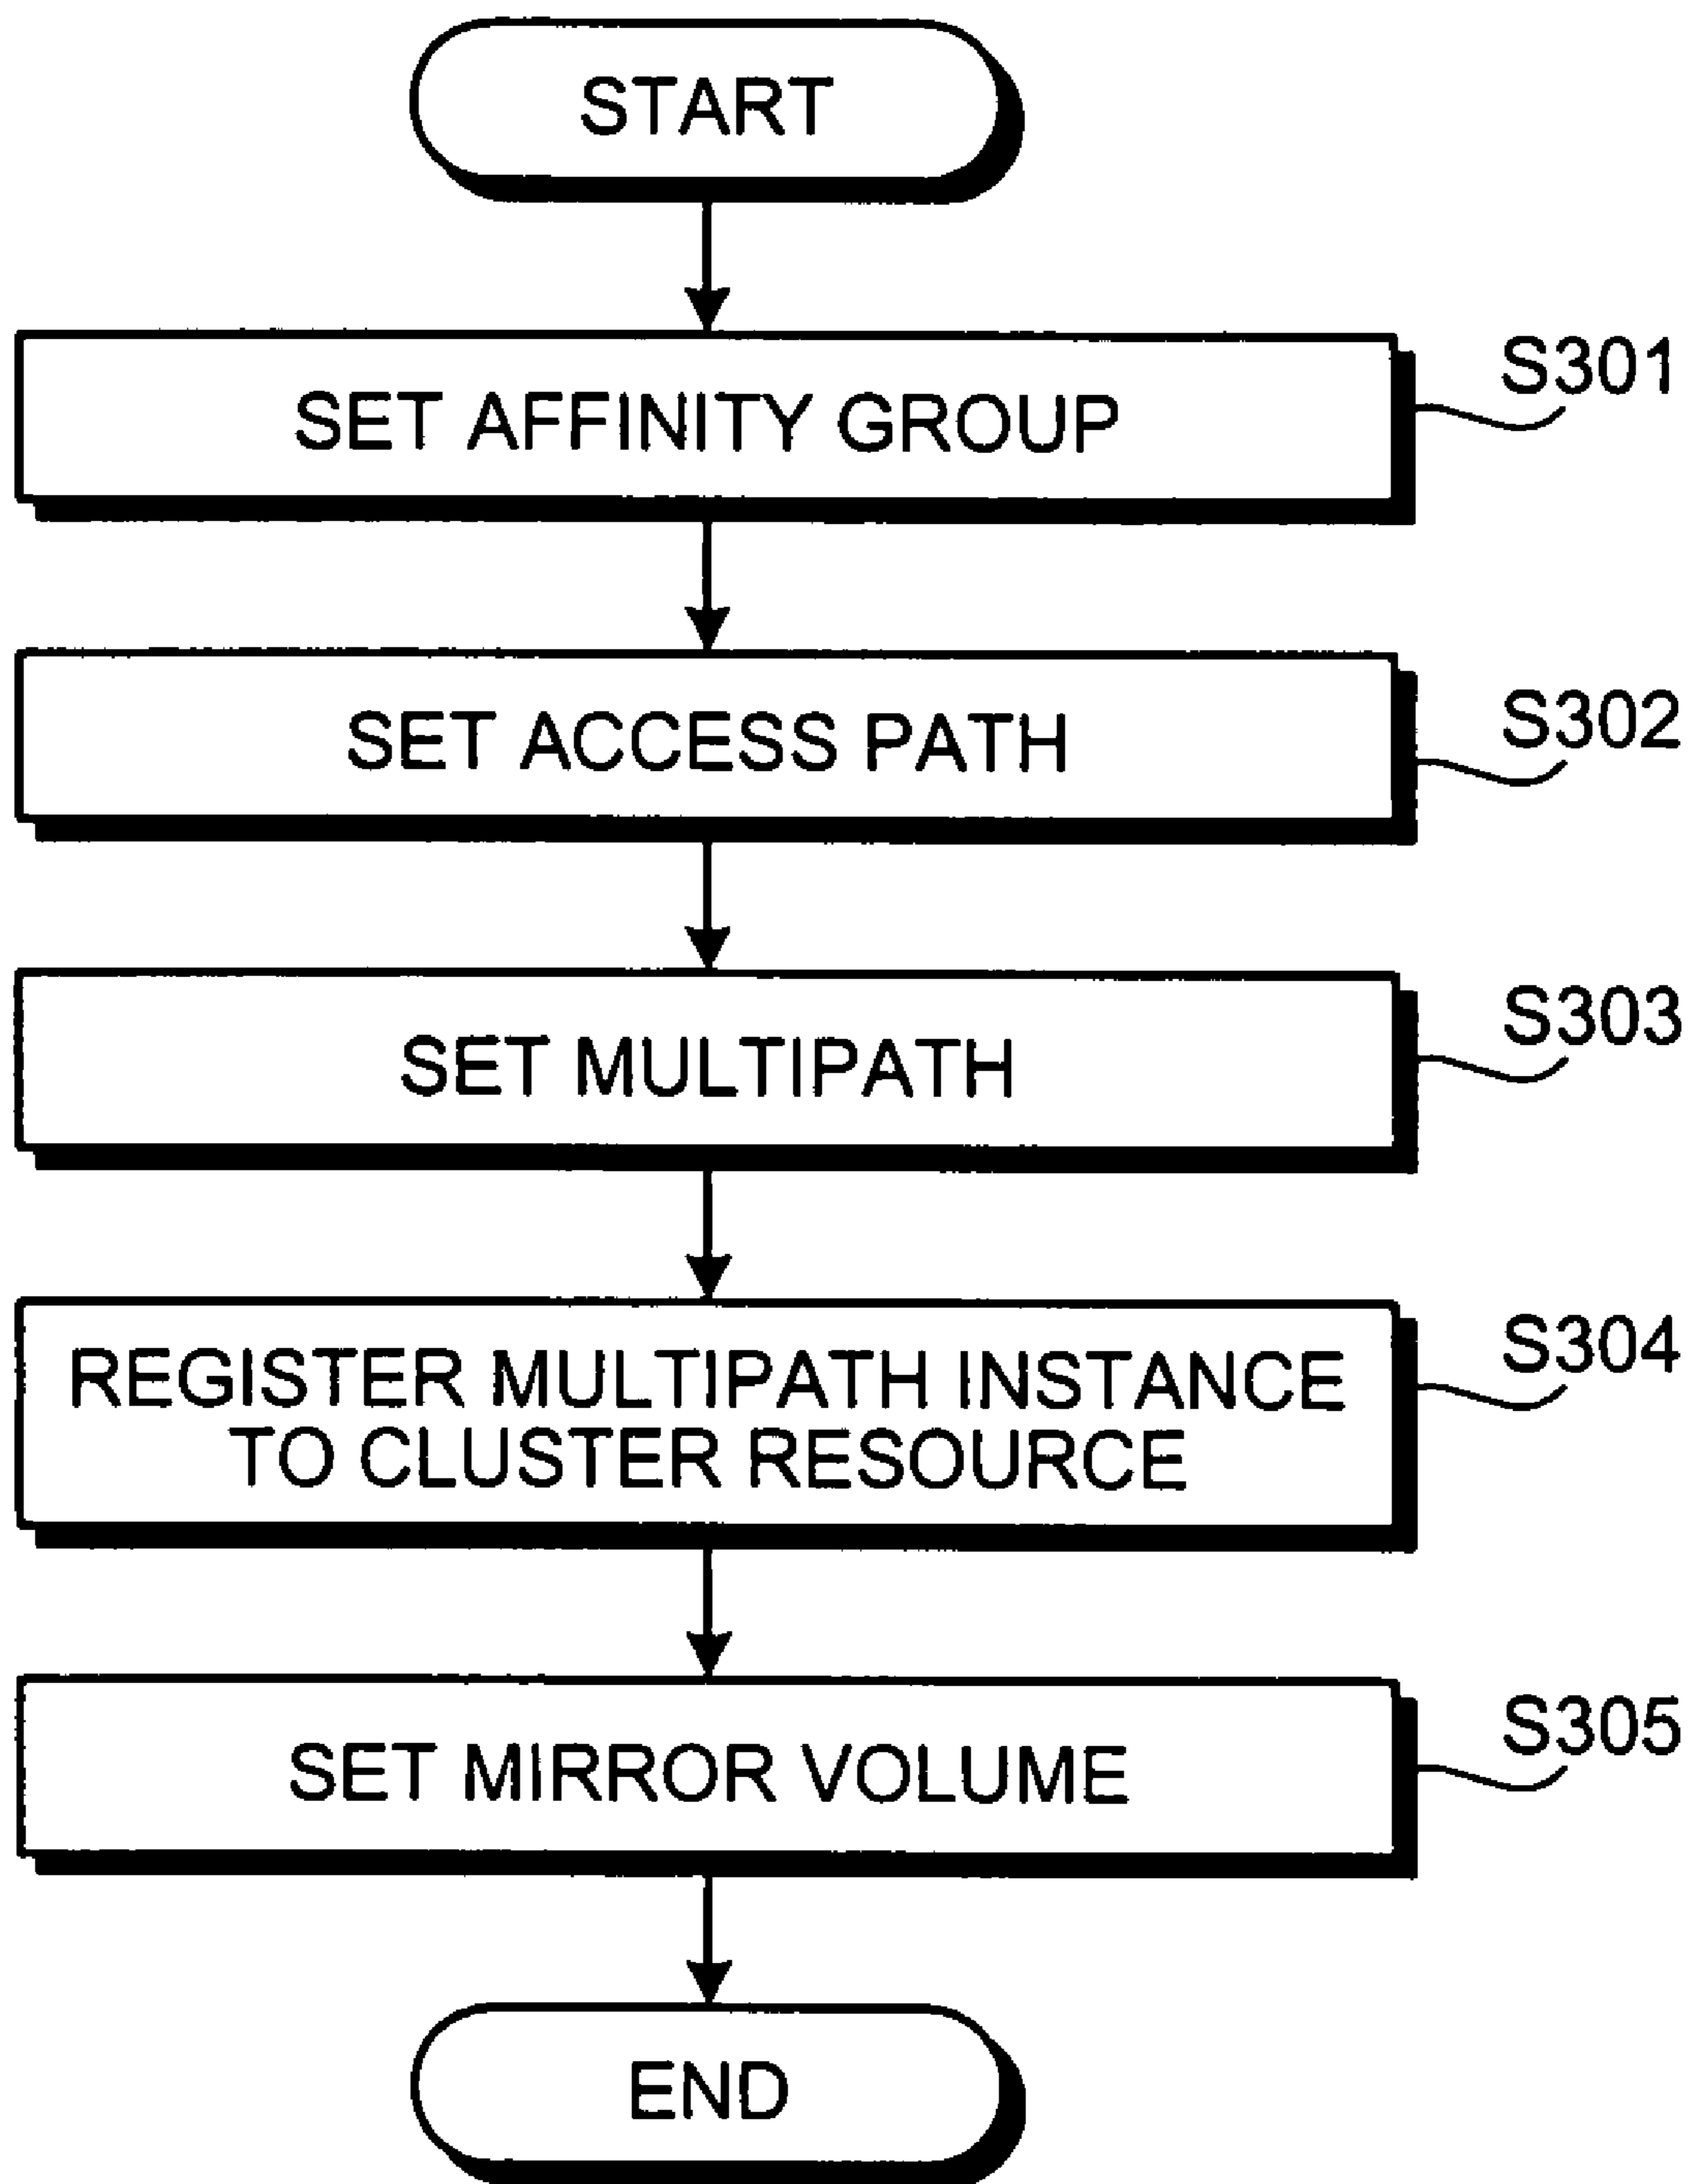 START
SET AFFINITY GROUP
S301
SET ACCESS PATH
S302
SET MULTIPATH
S303
REGISTER MULTIPATH INSTANCE
TO CLUSTER RESOURCE
S304
SET MIRROR VOLUME
S305
END